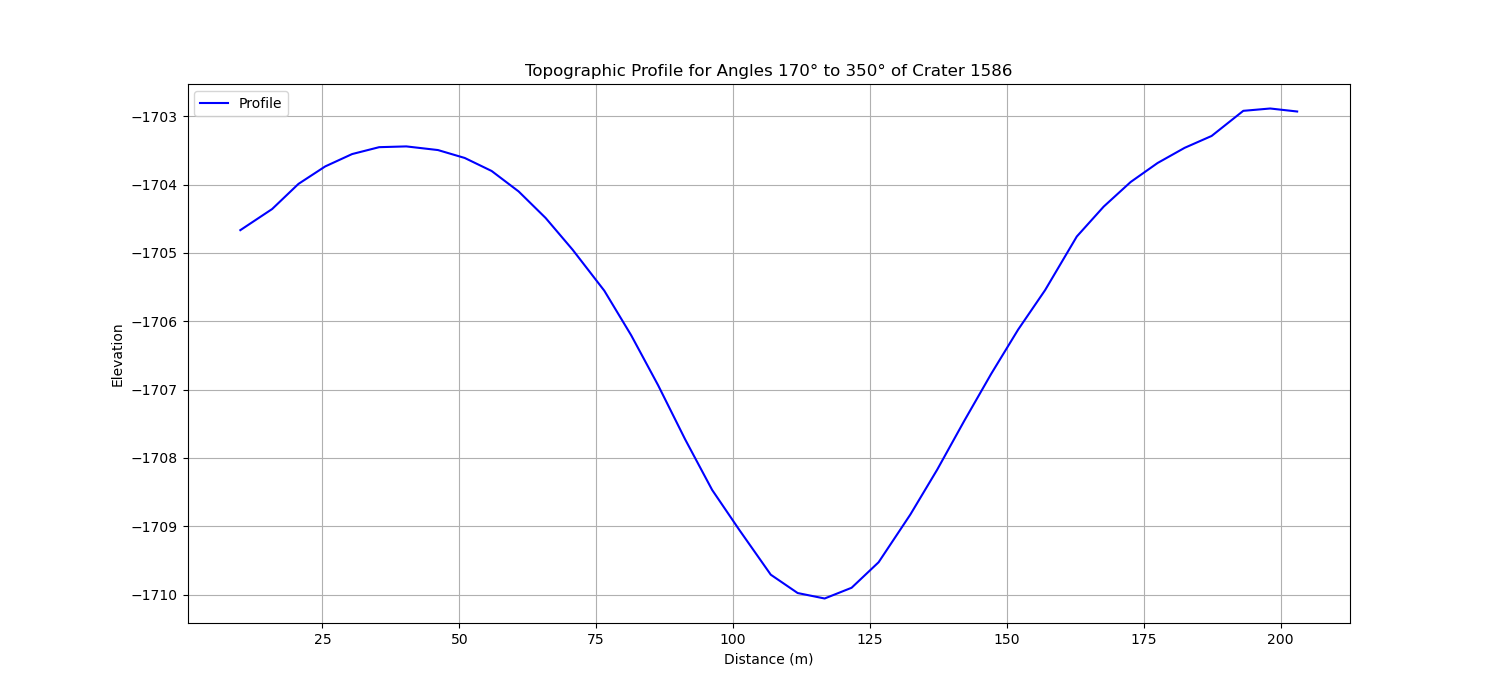 Topographic Profile for Angles 170° to 350° of Crater 1586
Profile
−1703
−1704
−1705
−1706
−1707
−1708
−1709
−1710
Elevation
25 50 75 100 125 150 175 200
Distance (m)